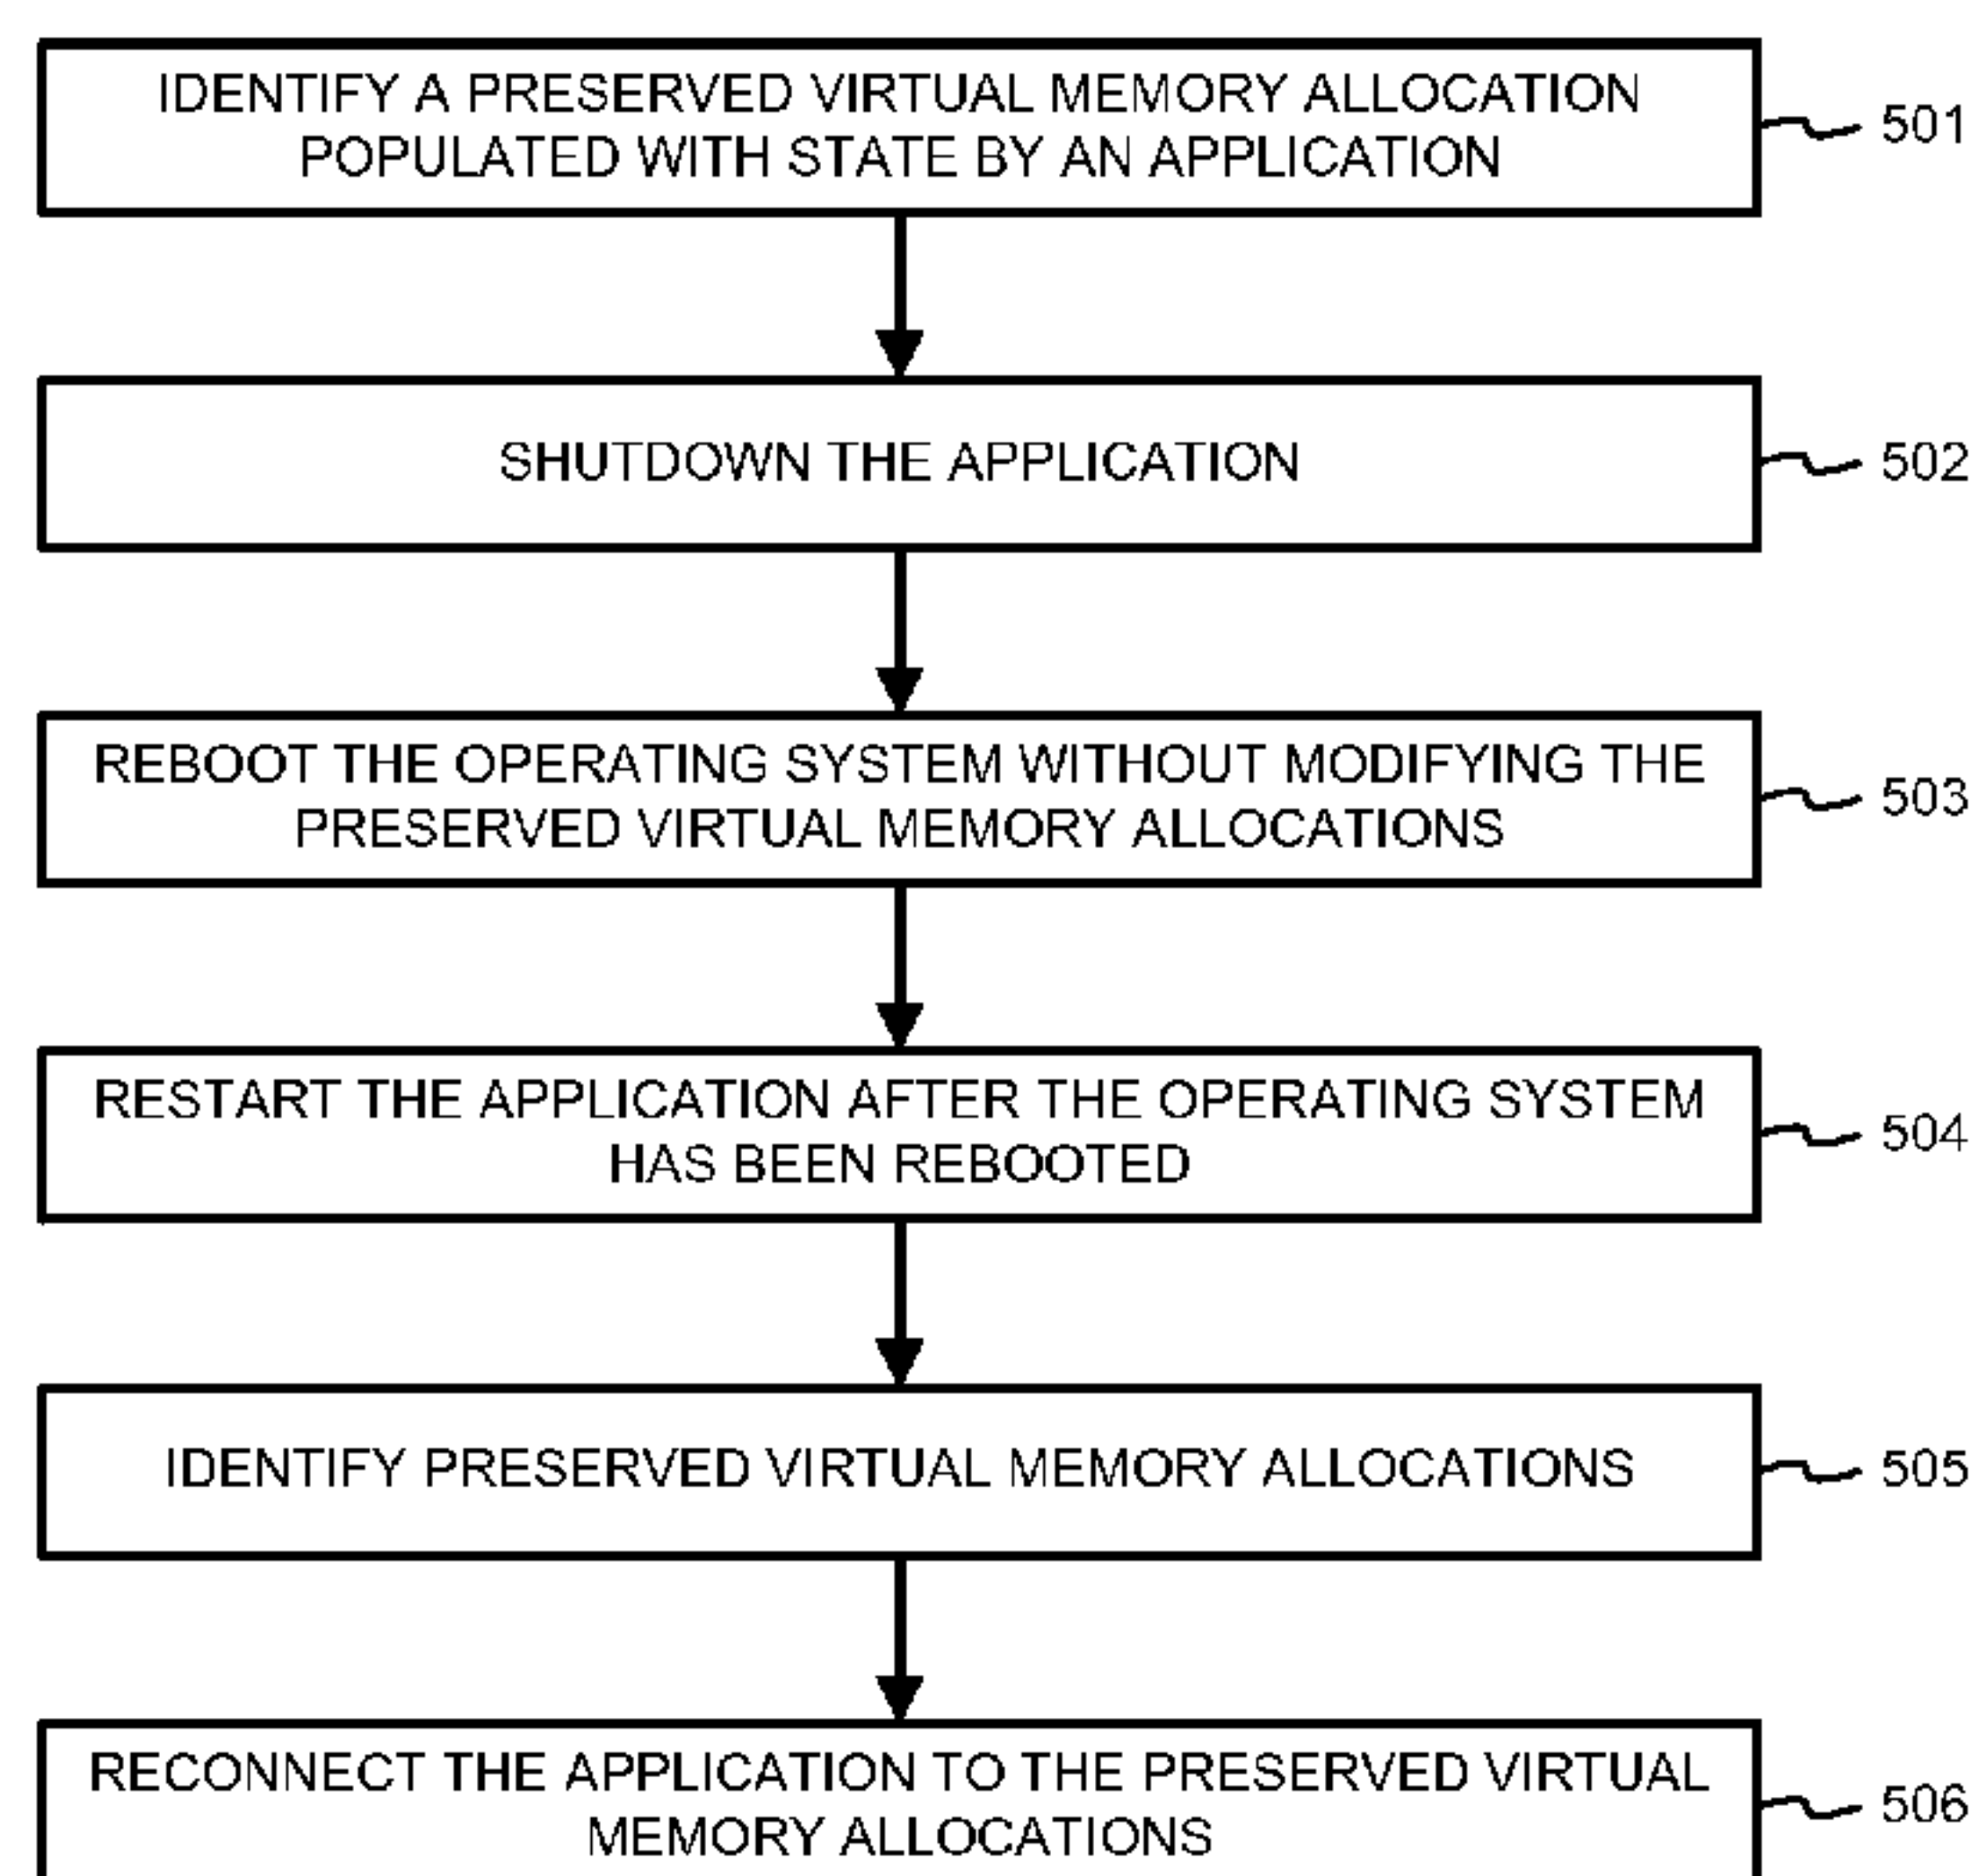 IDENTIFY A PRESERVED VIRTUAL MEMORY ALLOCATION
POPULATED WITH STATE BY AN APPLICATION
501
SHUTDOWN THE APPLICATION
502
REBOOT THE OPERATING SYSTEM WITHOUT MODIFYING THE
PRESERVED VIRTUAL MEMORY ALLOCATIONS
503
RESTART THE APPLICATION AFTER THE OPERATING SYSTEM
HAS BEEN REBOOTED
504
IDENTIFY PRESERVED VIRTUAL MEMORY ALLOCATIONS
505
RECONNECT THE APPLICATION TO THE PRESERVED VIRTUAL
MEMORY ALLOCATIONS
506